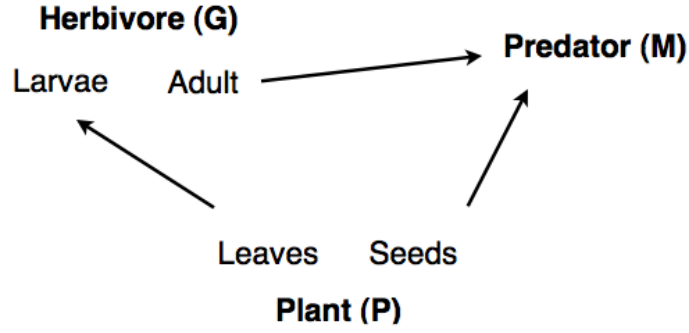 Herbivore (G)
Predator (M)
Larvae Adult
Leaves Seeds
Plant (P)